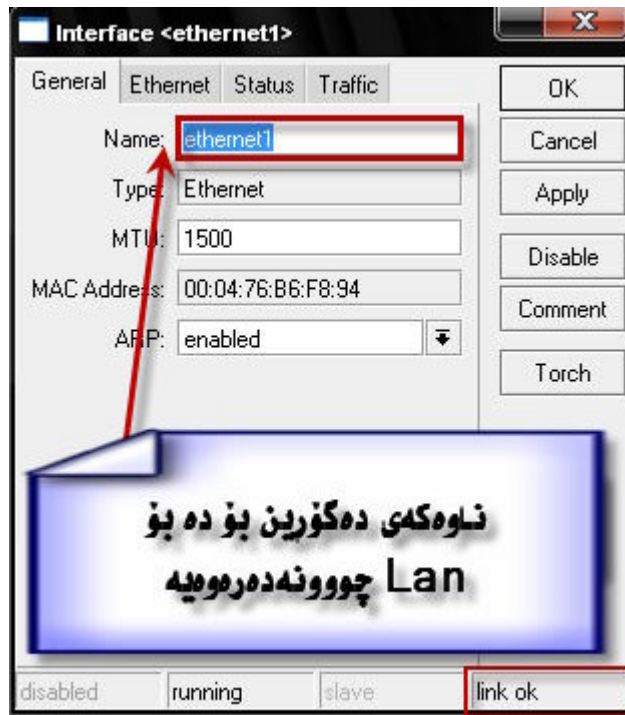 Interface <ethernet1>
General Ethernet Status Traffic
Name: ethernet1
Type: Ethernet
MTU: 1500
MAC Address: 00:04:76:B6:F8:94
ARP: enabled
OK
Cancel
Apply
Disable
Comment
Torch
ناوەکەی دەگۆڕین بۆ دە بۆ
Lan چووونەدەرەوەیە
disabled running slave link ok